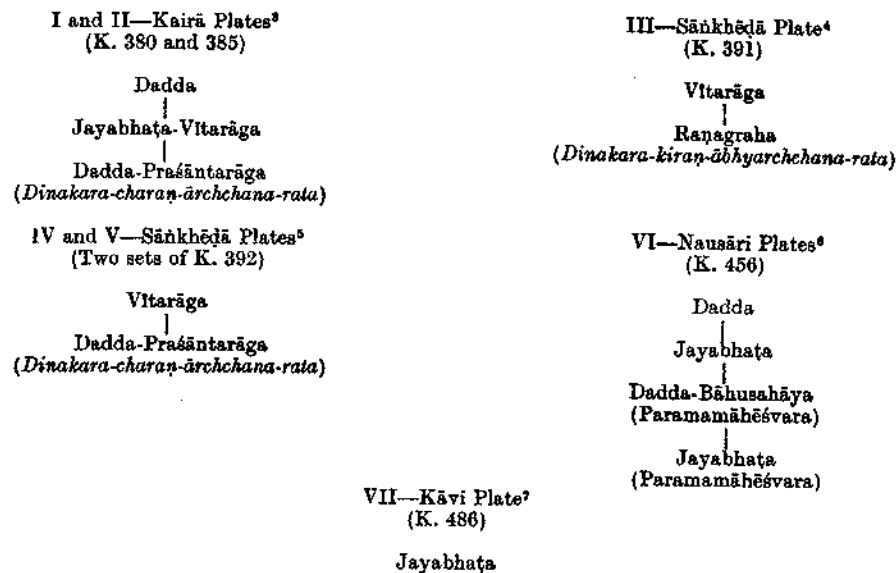 I and II—Kairā Plates³
(K. 380 and 385)
Dadda
Jayabhaṭa-Vītarāga
Dadda-Praśāntarāga
(Dinakara-charaṇ-ārchchana-rata)
III—Sāṅkhēḍā Plate⁴
(K. 391)
Vītarāga
Raṇagraha
(Dinakara-kiraṇ-ābhyarchchana-rata)
IV and V—Sāṅkhēḍā Plates⁵
(Two sets of K. 392)
Vītarāga
Dadda-Praśāntarāga
(Dinakara-charaṇ-ārchchana-rata)
VI—Nausāri Plates⁶
(K. 456)
Dadda
Jayabhaṭa
Dadda-Bāhusahāya
(Paramamāhēśvara)
Jayabhaṭa
(Paramamāhēśvara)
VII—Kāvi Plate⁷
(K. 486)
Jayabhaṭa